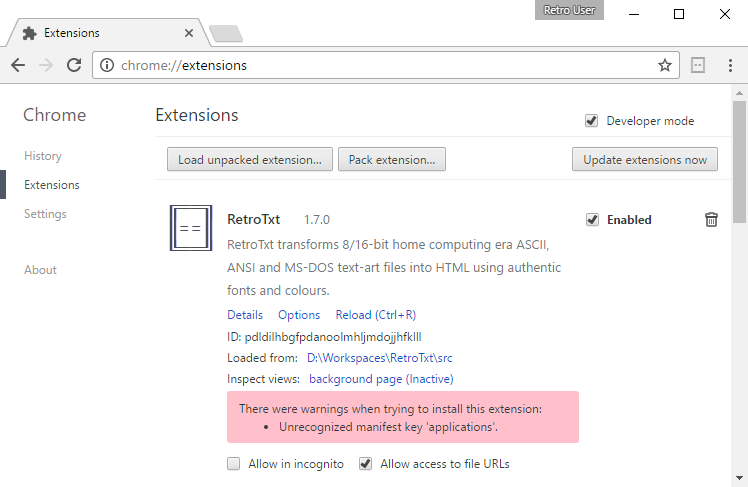 Retro User
Extensions
chrome://extensions
Chrome
Extensions
Developer mode
History
Extensions
Settings
About
Load unpacked extension...
Pack extension...
Update extensions now
RetroTxt 1.7.0
Enabled
RetroTxt transforms 8/16-bit home computing era ASCII,
ANSI and MS-DOS text-art files into HTML using authentic
fonts and colours.
Details Options Reload (Ctrl+R)
ID: pdldilhbgfpdanoolmhljmdojjhfklll
Loaded from: D:\Workspaces\RetroTxt\src
Inspect views: background page (Inactive)
There were warnings when trying to install this extension:
• Unrecognized manifest key 'applications'.
Allow in incognito
Allow access to file URLs